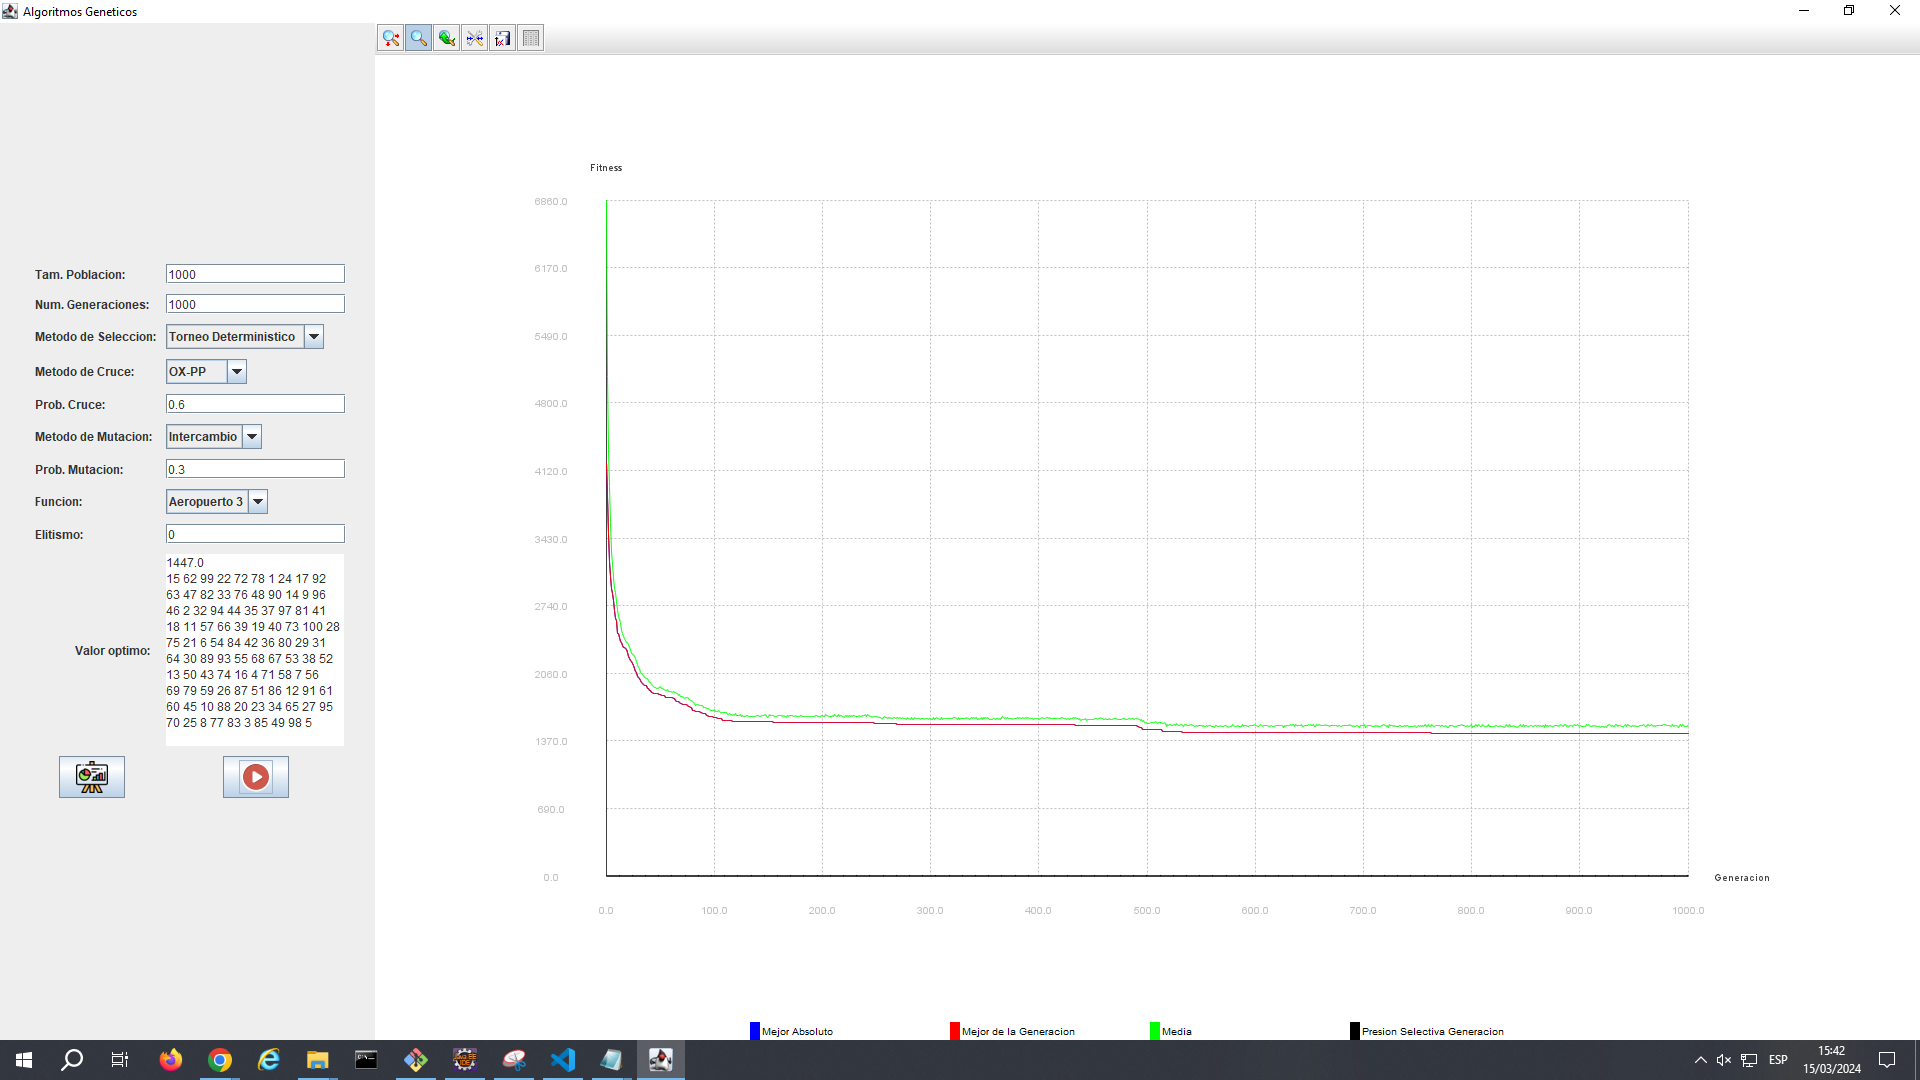 Algoritmos Geneticos
Tam. Poblacion:
1000
Num. Generaciones:
1000
Metodo de Seleccion:
Torneo Deterministico
Metodo de Cruce:
OX-PP
Prob. Cruce:
0.6
Metodo de Mutacion:
Intercambio
Prob. Mutacion:
0.3
Funcion:
Aeropuerto 3
Elitismo:
0
Valor optimo:
1447.0
15 62 99 22 72 78 1 24 17 92
63 47 82 33 76 48 90 14 9 96
46 2 32 94 44 35 37 97 81 41
18 11 57 66 39 19 40 73 100 28
75 21 6 54 84 42 36 80 29 31
64 30 89 93 55 68 67 53 38 52
13 50 43 74 16 4 71 58 7 56
69 79 59 26 87 51 86 12 91 61
60 45 10 88 20 23 34 65 27 95
70 25 8 77 83 3 85 49 98 5
Fitness
6860.0
6170.0
5490.0
4800.0
4120.0
3430.0
2740.0
2060.0
1370.0
690.0
0.0
Generacion
0.0
100.0
200.0
300.0
400.0
500.0
600.0
700.0
800.0
900.0
1000.0
Mejor Absoluto
Mejor de la Generacion
Media
Presion Selectiva Generacion
ESP
15:42
15/03/2024